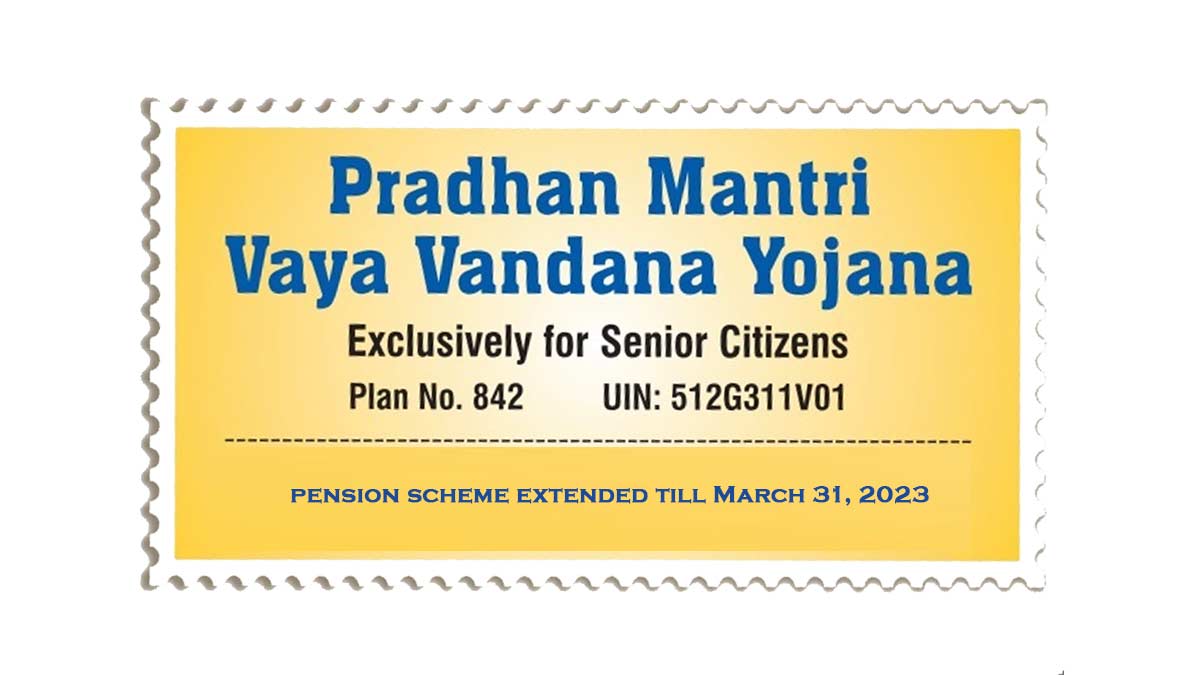 Pradhan Mantri
Vaya Vandana Yojana
Exclusively for Senior Citizens
Plan No. 842 UIN: 512G311V01
PENSION SCHEME EXTENDED TILL MARCH 31, 2023